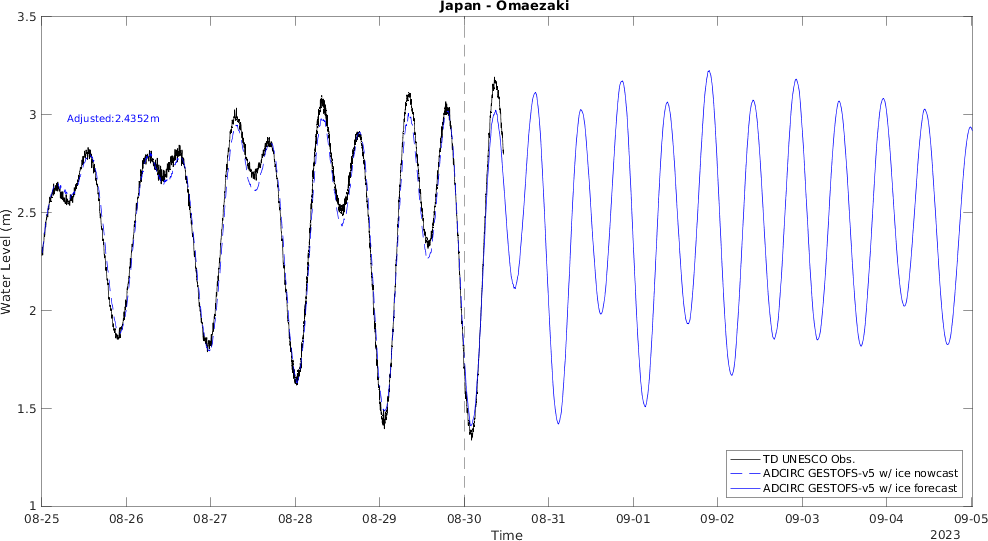 Japan - Omaezaki
3.5
3
2.5
2
1.5
1
Water Level (m)
Adjusted:2.4352m
TD UNESCO Obs.
ADCIRC GESTOFS-v5 w/ ice nowcast
ADCIRC GESTOFS-v5 w/ ice forecast
08-25 08-26 08-27 08-28 08-29 08-30 08-31 09-01 09-02 09-03 09-04 09-05
Time
2023